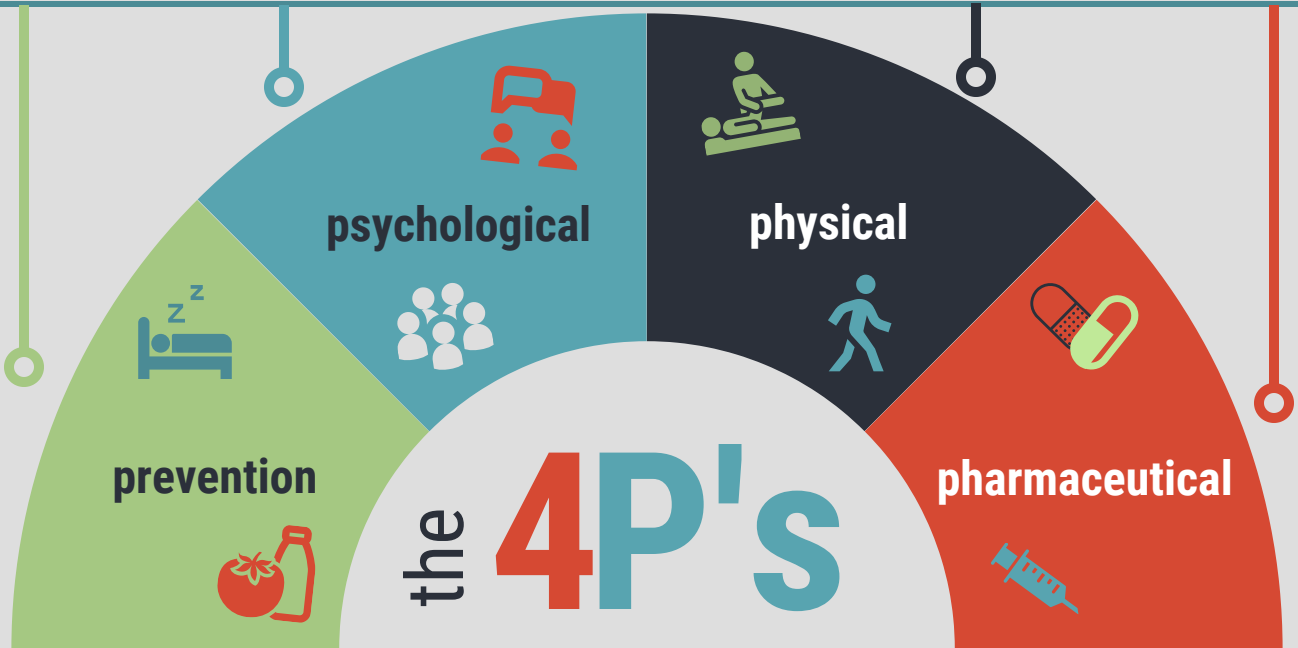 psychological
physical
prevention
pharmaceutical
the 4P's
z
z